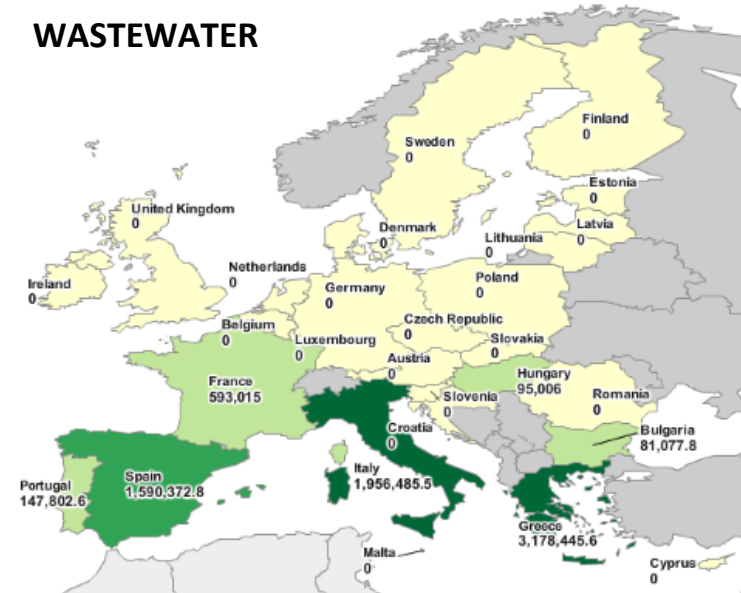 WASTEWATER
Finland
0
Sweden
0
Estonia
0
United Kingdom
0
Latvia
0
Denmark
0
Lithuania
0
Netherlands
0
Ireland
0
Germany
0
Poland
0
Belgium
0
Czech Republic
0
Luxembourg
0
Slovakia
0
Austria
0
France
593,015
Hungary
95,006
Slovenia
0
Romania
0
Croatia
0
Bulgaria
81,077.8
Italy
1,956,485.5
Spain
1,590,372.8
Portugal
147,802.6
Greece
3,178,445.6
Malta
0
Cyprus
0